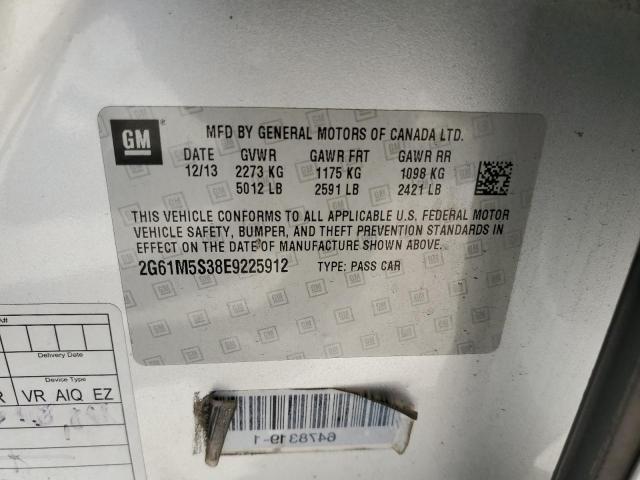 GM
MFD BY GENERAL MOTORS OF CANADA LTD.
DATE GVWR GAWR FRT GAWR RR
12/13 2273 KG 1175 KG 1098 KG
5012 LB 2591 LB 2421 LB
THIS VEHICLE CONFORMS TO ALL APPLICABLE U.S. FEDERAL MOTOR
VEHICLE SAFETY, BUMPER, AND THEFT PREVENTION STANDARDS IN
EFFECT ON THE DATE OF MANUFACTURE SHOWN ABOVE.
2G61M5S38E9225912 TYPE: PASS CAR
A#
Delivery Date
Device Type
R VR AIQ EZ
6478319-1